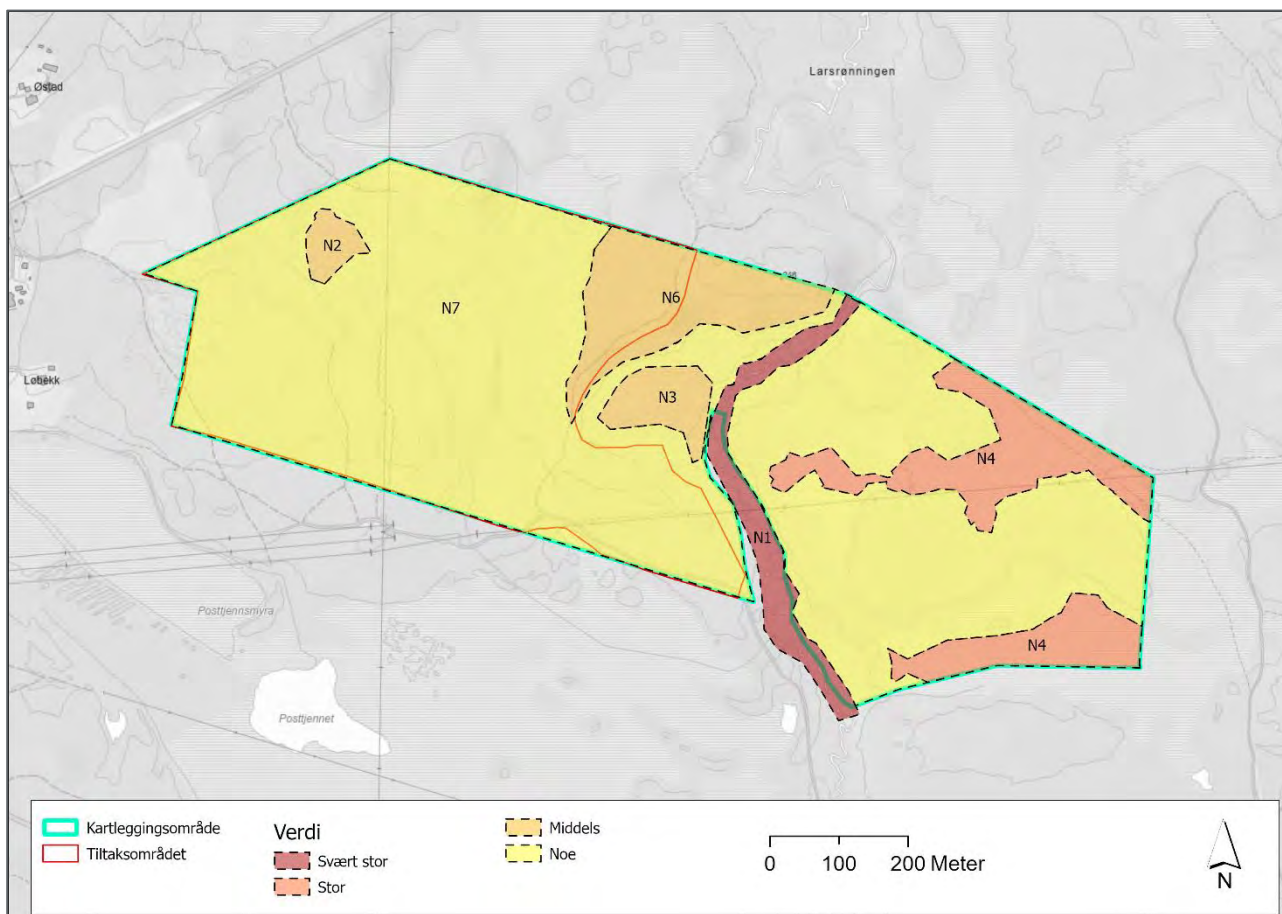 Larsrønningen
Østad
N2
N7
N6
Løbekk
N3
N4
N1
N4
Posttjennsmyra
Posttjennet
Kartleggingsområde
Tiltaksområdet
Verdi
Svært stor
Stor
Middels
Noe
0 100 200 Meter
N